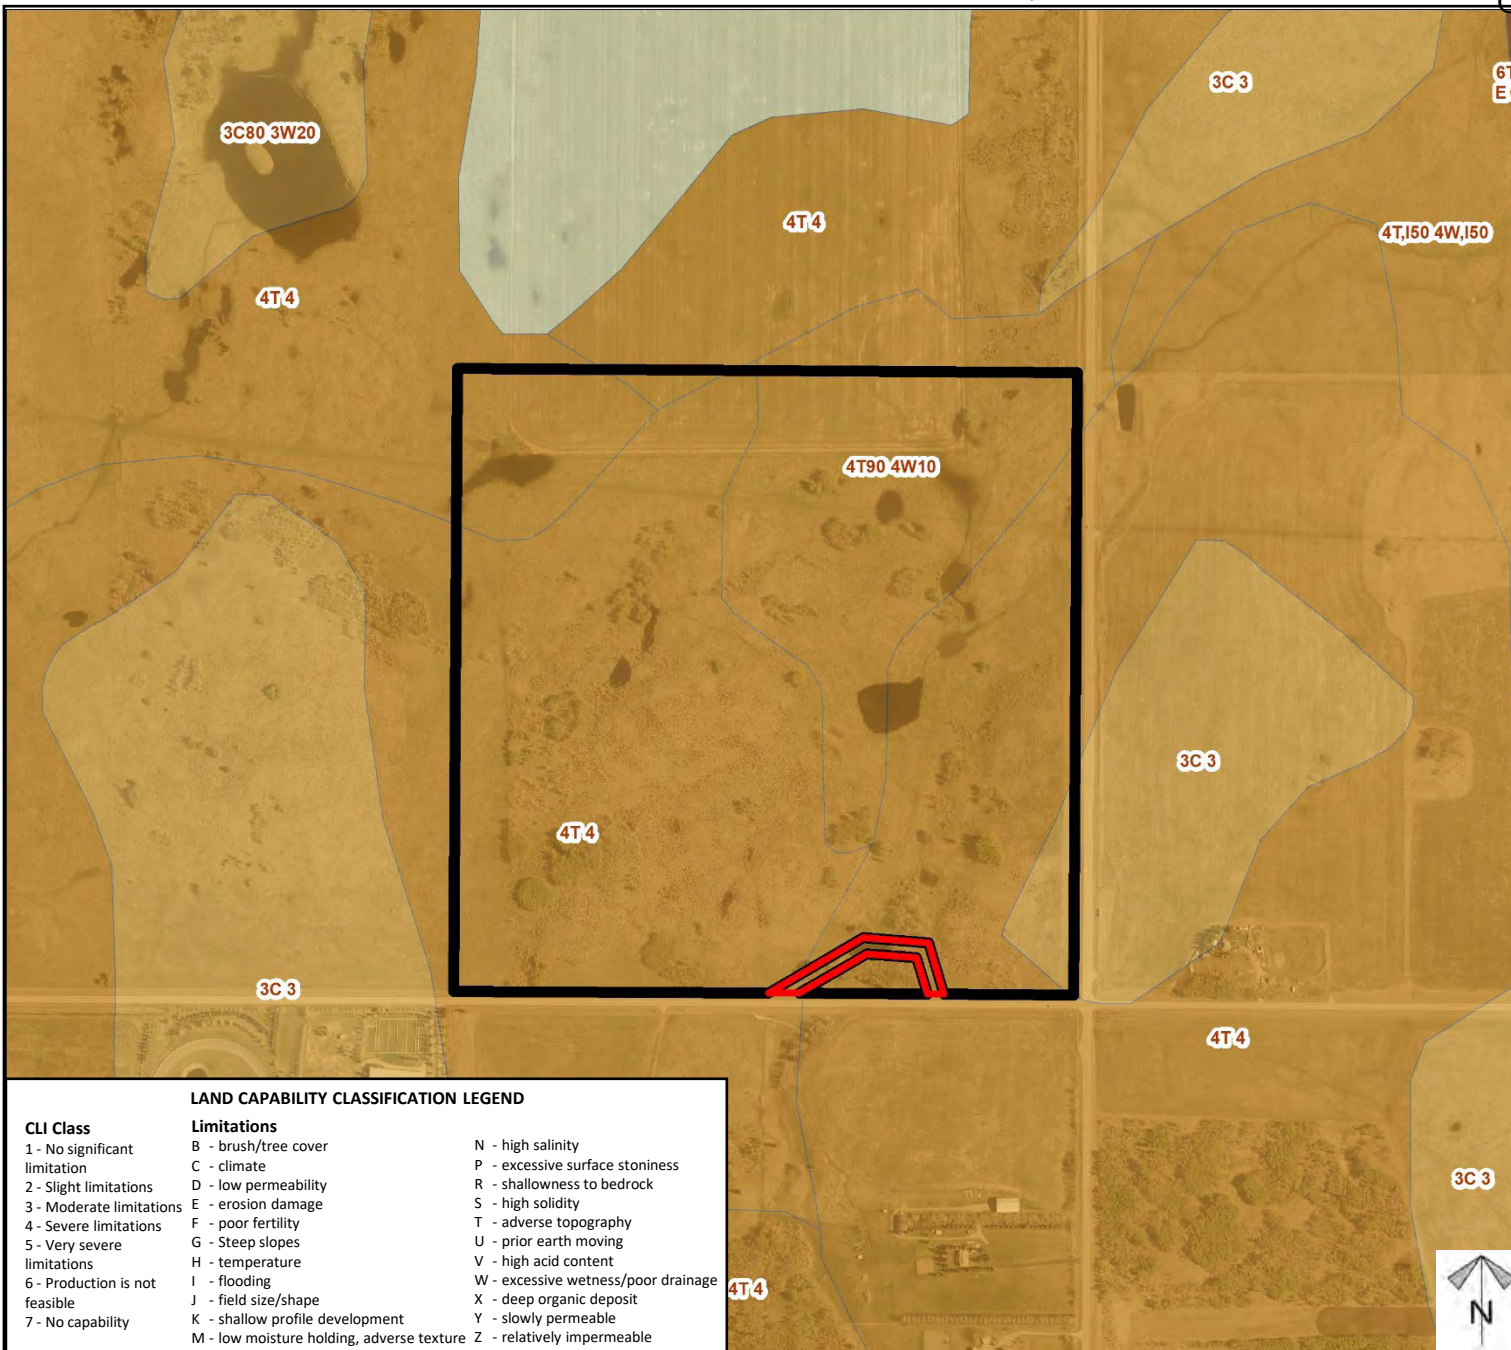 3C 3
6T
E
3C80 3W20
4T 4
4T,I50 4W,I50
4T 4
4T90 4W10
3C 3
4T 4
3C 3
4T 4
3C 3
4T 4
LAND CAPABILITY CLASSIFICATION LEGEND
CLI Class
1 - No significant
limitation
2 - Slight limitations
3 - Moderate limitations
4 - Severe limitations
5 - Very severe
limitations
6 - Production is not
feasible
7 - No capability
Limitations
B - brush/tree cover
C - climate
D - low permeability
E - erosion damage
F - poor fertility
G - Steep slopes
H - temperature
I - flooding
J - field size/shape
K - shallow profile development
M - low moisture holding, adverse texture
N - high salinity
P - excessive surface stoniness
R - shallowness to bedrock
S - high solidity
T - adverse topography
U - prior earth moving
V - high acid content
W - excessive wetness/poor drainage
X - deep organic deposit
Y - slowly permeable
Z - relatively impermeable
N